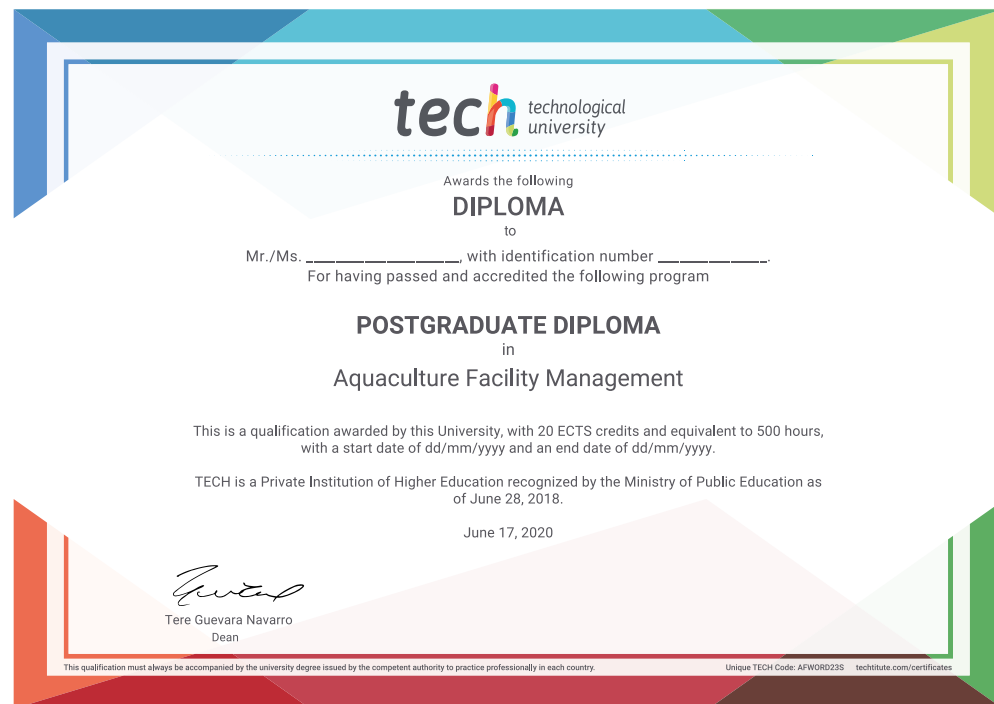 tech technological
university
Awards the following
DIPLOMA
to
Mr./Ms. ____________________, with identification number ______________.
For having passed and accredited the following program
POSTGRADUATE DIPLOMA
in
Aquaculture Facility Management
This is a qualification awarded by this University, with 20 ECTS credits and equivalent to 500 hours,
with a start date of dd/mm/yyyy and an end date of dd/mm/yyyy.
TECH is a Private Institution of Higher Education recognized by the Ministry of Public Education as
of June 28, 2018.
June 17, 2020
Tere Guevara Navarro
Dean
This qualification must always be accompanied by the university degree issued by the competent authority to practice professionally in each country.
Unique TECH Code: AFWORD23S techtitute.com/certificates